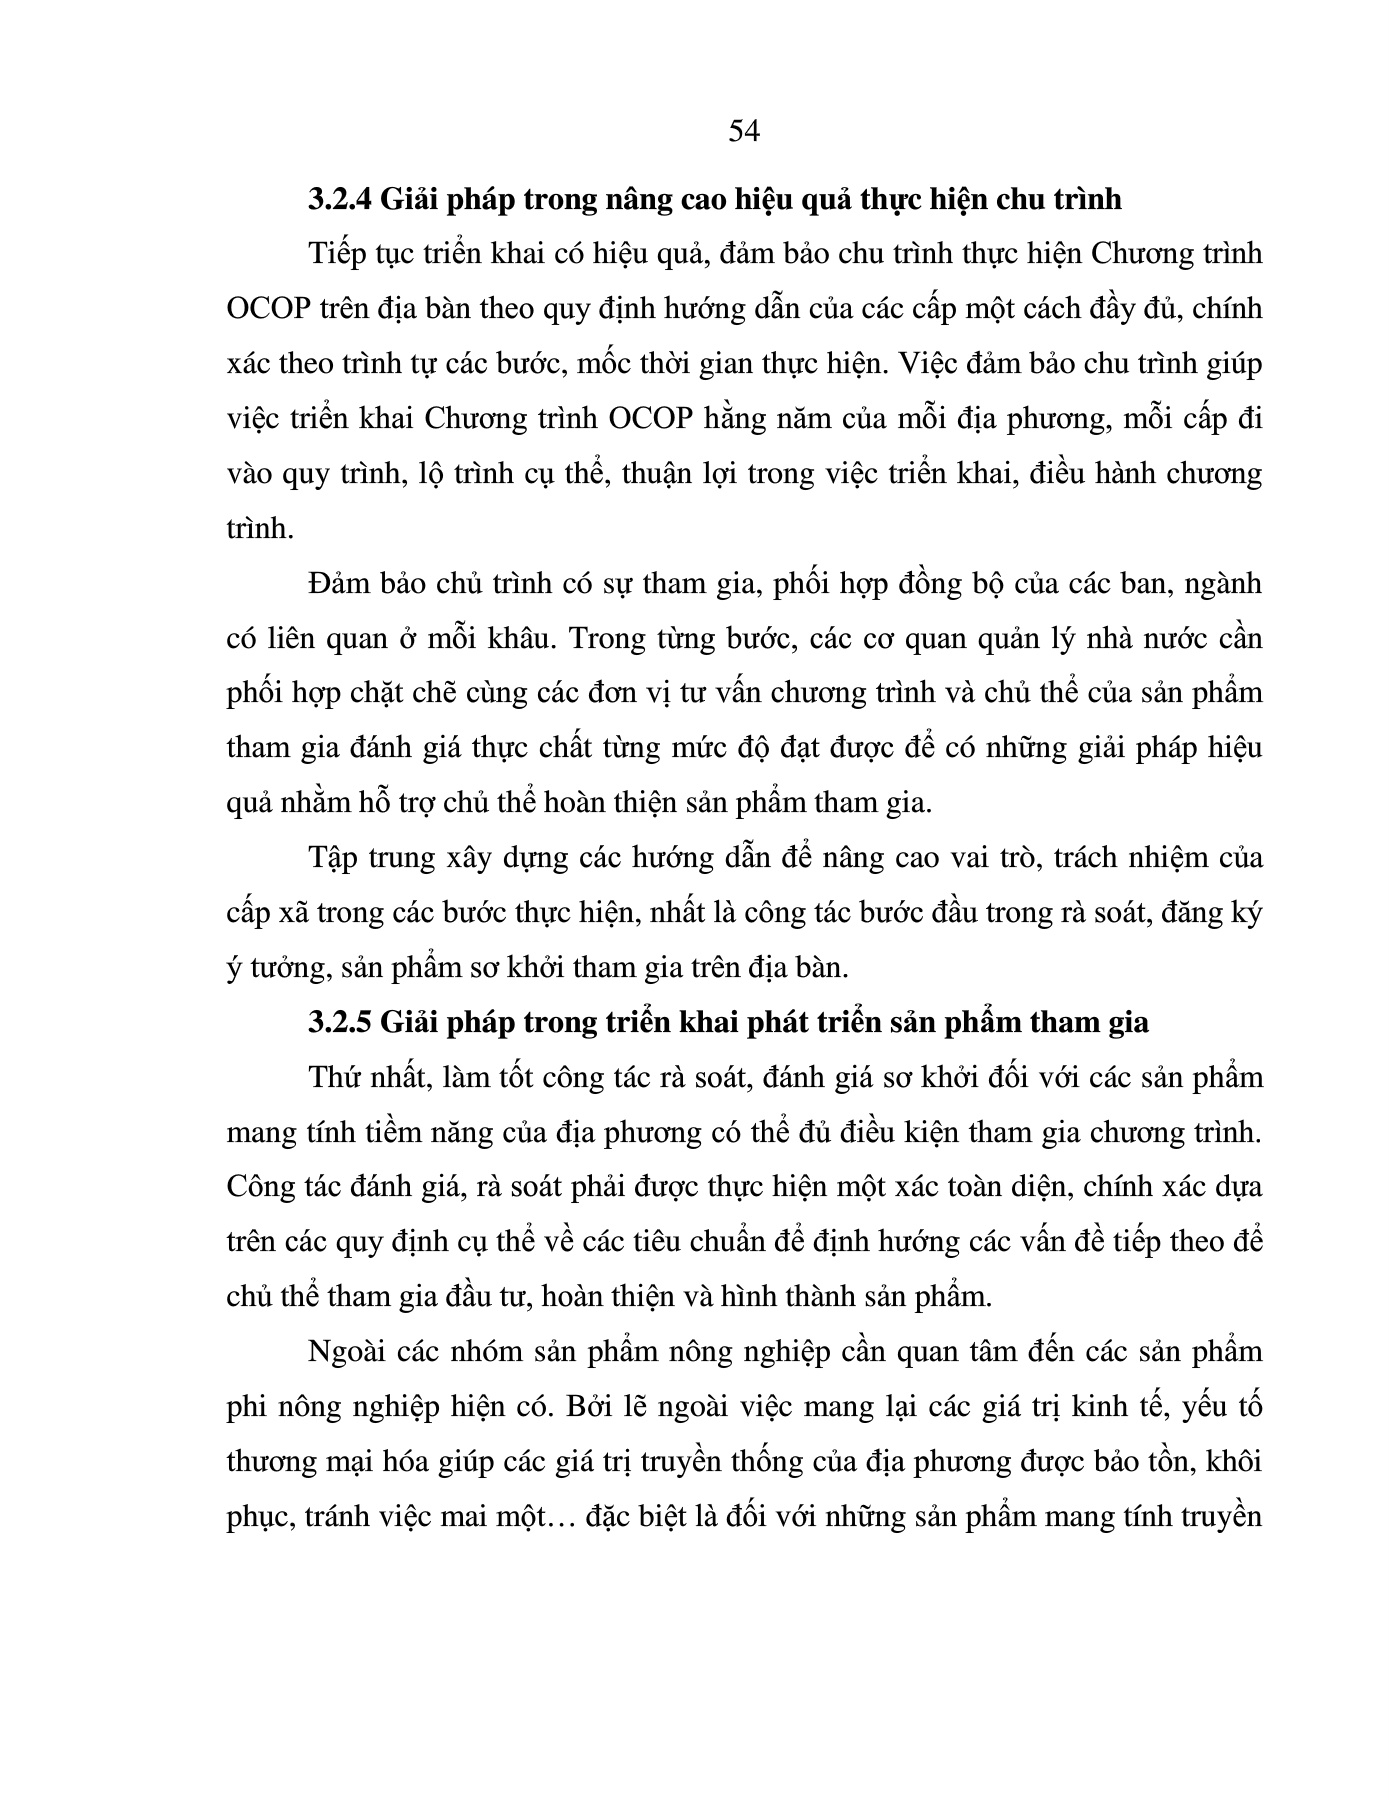 54
3.2.4 Giải pháp trong nâng cao hiệu quả thực hiện chu trình
Tiếp tục triển khai có hiệu quả, đảm bảo chu trình thực hiện Chương trình
OCOP trên địa bàn theo quy định hướng dẫn của các cấp một cách đầy đủ, chính
xác theo trình tự các bước, mốc thời gian thực hiện. Việc đảm bảo chu trình giúp
việc triển khai Chương trình OCOP hằng năm của mỗi địa phương, mỗi cấp đi
vào quy trình, lộ trình cụ thể, thuận lợi trong việc triển khai, điều hành chương
trình.
Đảm bảo chủ trình có sự tham gia, phối hợp đồng bộ của các ban, ngành
có liên quan ở mỗi khâu. Trong từng bước, các cơ quan quản lý nhà nước cần
phối hợp chặt chẽ cùng các đơn vị tư vấn chương trình và chủ thể của sản phẩm
tham gia đánh giá thực chất từng mức độ đạt được để có những giải pháp hiệu
quả nhằm hỗ trợ chủ thể hoàn thiện sản phẩm tham gia.
Tập trung xây dựng các hướng dẫn để nâng cao vai trò, trách nhiệm của
cấp xã trong các bước thực hiện, nhất là công tác bước đầu trong rà soát, đăng ký
ý tưởng, sản phẩm sơ khởi tham gia trên địa bàn.
3.2.5 Giải pháp trong triển khai phát triển sản phẩm tham gia
Thứ nhất, làm tốt công tác rà soát, đánh giá sơ khởi đối với các sản phẩm
mang tính tiềm năng của địa phương có thể đủ điều kiện tham gia chương trình.
Công tác đánh giá, rà soát phải được thực hiện một xác toàn diện, chính xác dựa
trên các quy định cụ thể về các tiêu chuẩn để định hướng các vấn đề tiếp theo để
chủ thể tham gia đầu tư, hoàn thiện và hình thành sản phẩm.
Ngoài các nhóm sản phẩm nông nghiệp cần quan tâm đến các sản phẩm
phi nông nghiệp hiện có. Bởi lẽ ngoài việc mang lại các giá trị kinh tế, yếu tố
thương mại hóa giúp các giá trị truyền thống của địa phương được bảo tồn, khôi
phục, tránh việc mai một… đặc biệt là đối với những sản phẩm mang tính truyền